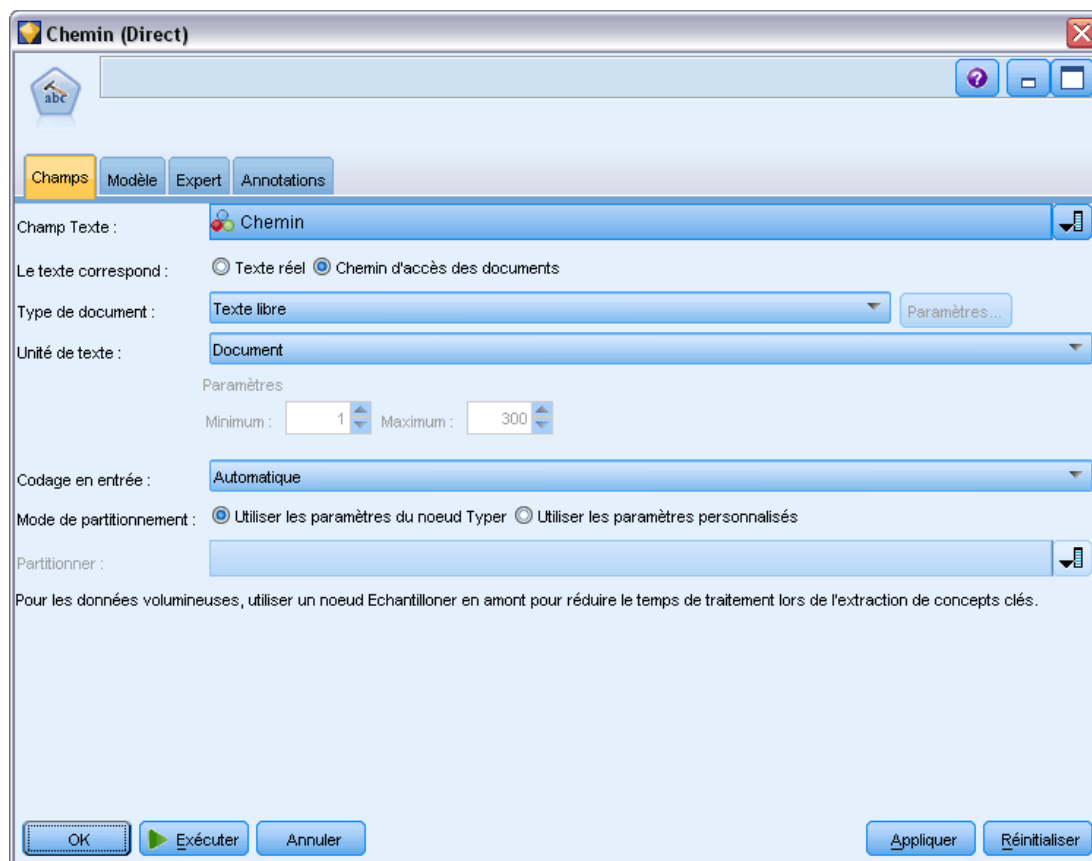 Chemin (Direct)
abc
Champs Modèle Expert Annotations
Champ Texte : Chemin
Le texte correspond : Texte réel Chemin d'accès des documents
Type de document : Texte libre Paramètres...
Unité de texte : Document
Paramètres
Minimum : 1 Maximum : 300
Codage en entrée : Automatique
Mode de partitionnement : Utiliser les paramètres du noeud Typer Utiliser les paramètres personnalisés
Partitionner :
Pour les données volumineuses, utiliser un noeud Echantilloner en amont pour réduire le temps de traitement lors de l'extraction de concepts clés.
OK Exécuter Annuler Appliquer Réinitialiser